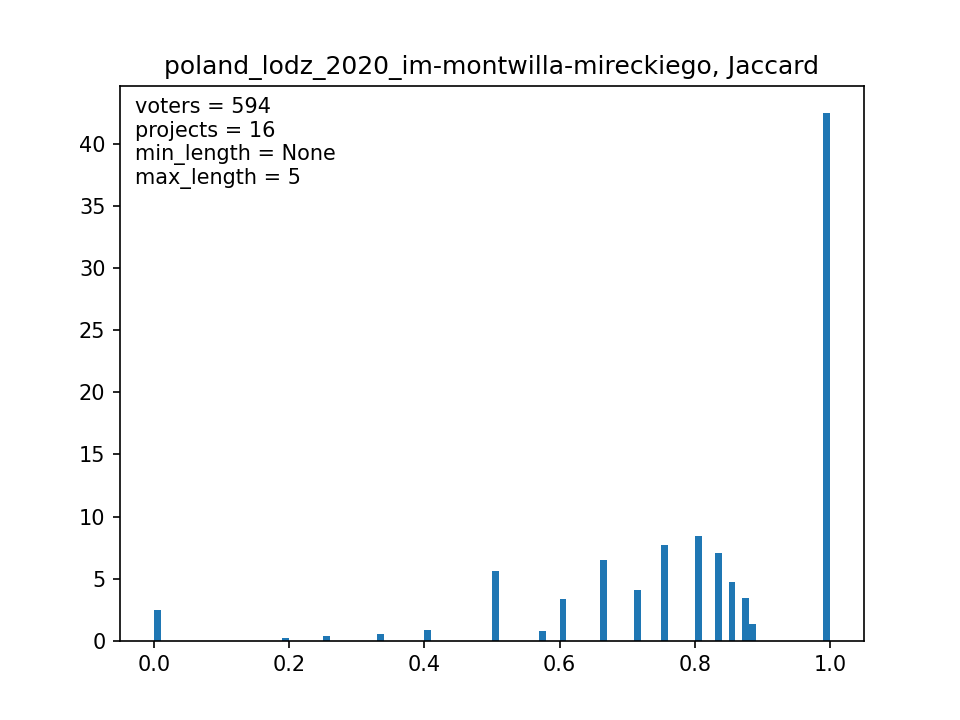 poland_lodz_2020_im-montwilla-mireckiego, Jaccard
voters = 594
projects = 16
min_length = None
max_length = 5
40
35
30
25
20
15
10
5
0
0.0 0.2 0.4 0.6 0.8 1.0